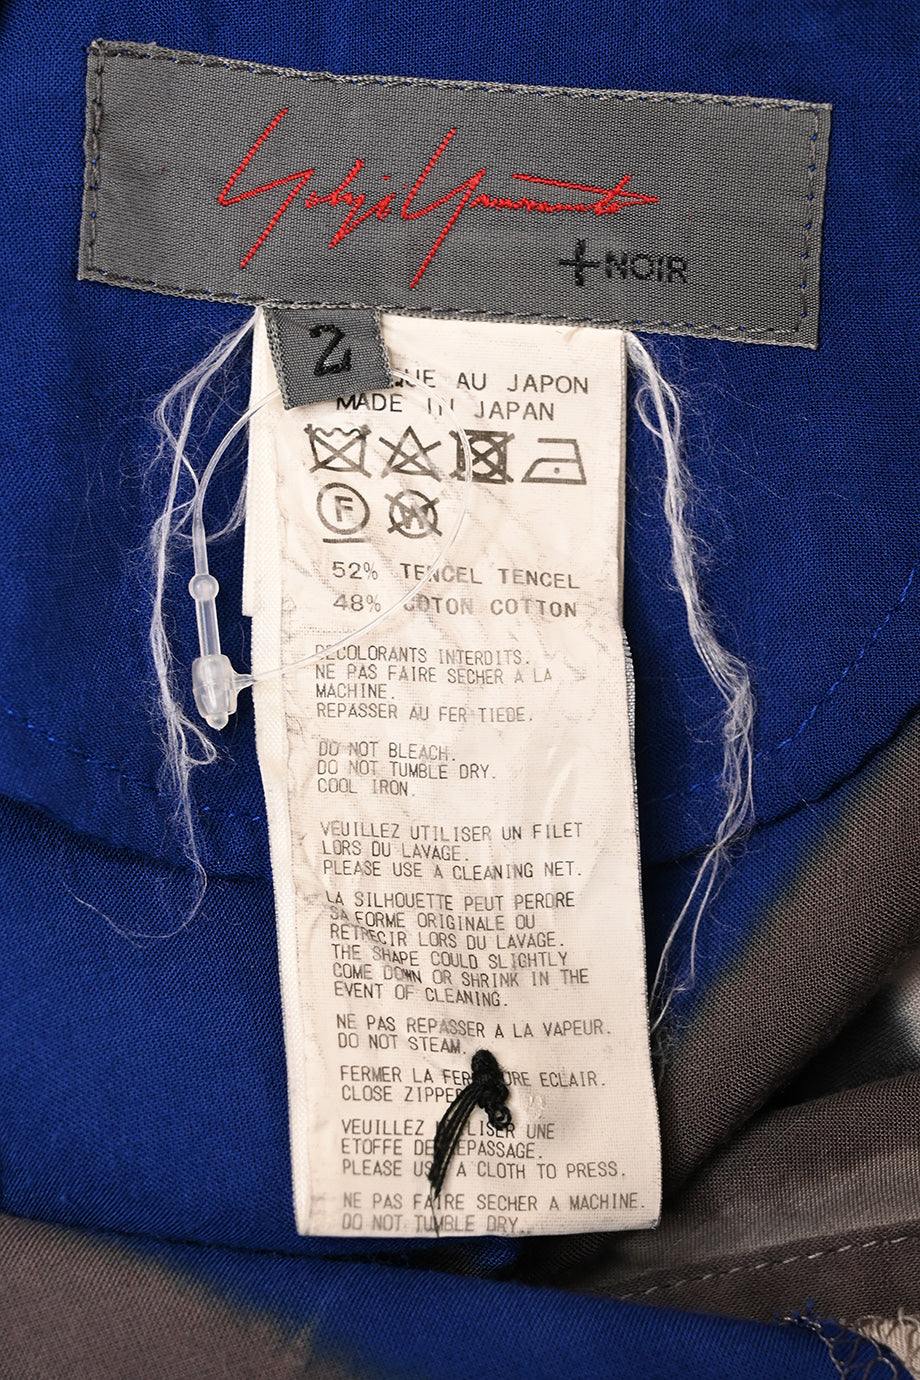 Yohji Yamamoto
+NOIR
2
QUE AU JAPON
MADE IN JAPAN
F W
52% TENCEL TENCEL
48% COTON COTTON
DECOLORANTS INTERDITS.
NE PAS FAIRE SECHER A LA
MACHINE.
REPASSER AU FER TIEDE.
DO NOT BLEACH.
DO NOT TUMBLE DRY.
COOL IRON.
VEUILLEZ UTILISER UN FILET
LORS DU LAVAGE.
PLEASE USE A CLEANING NET.
LA SILHOUETTE PEUT PERDRE
SA FORME ORIGINALE OU
RETRECIR LORS DU LAVAGE.
THE SHAPE COULD SLIGHTLY
COME DOWN OR SHRINK IN THE
EVENT OF CLEANING.
NE PAS REPASSER A LA VAPEUR.
DO NOT STEAM.
FERMER LA FERMETURE ECLAIR.
CLOSE ZIPPER
VEUILLEZ UTILISER UNE
ETOFFE DE REPASSAGE.
PLEASE USE A CLOTH TO PRESS.
NE PAS FAIRE SECHER A MACHINE.
DO NOT TUMBLE DRY.